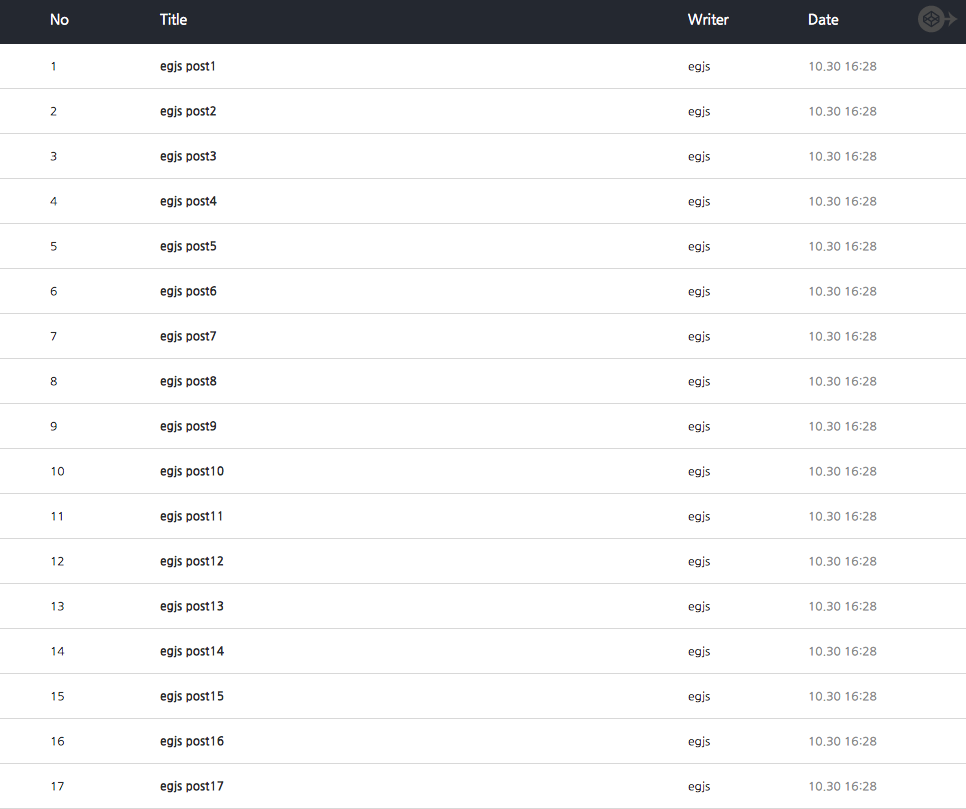 No Title Writer Date
1 egjs post1 egjs 10.30 16:28
2 egjs post2 egjs 10.30 16:28
3 egjs post3 egjs 10.30 16:28
4 egjs post4 egjs 10.30 16:28
5 egjs post5 egjs 10.30 16:28
6 egjs post6 egjs 10.30 16:28
7 egjs post7 egjs 10.30 16:28
8 egjs post8 egjs 10.30 16:28
9 egjs post9 egjs 10.30 16:28
10 egjs post10 egjs 10.30 16:28
11 egjs post11 egjs 10.30 16:28
12 egjs post12 egjs 10.30 16:28
13 egjs post13 egjs 10.30 16:28
14 egjs post14 egjs 10.30 16:28
15 egjs post15 egjs 10.30 16:28
16 egjs post16 egjs 10.30 16:28
17 egjs post17 egjs 10.30 16:28